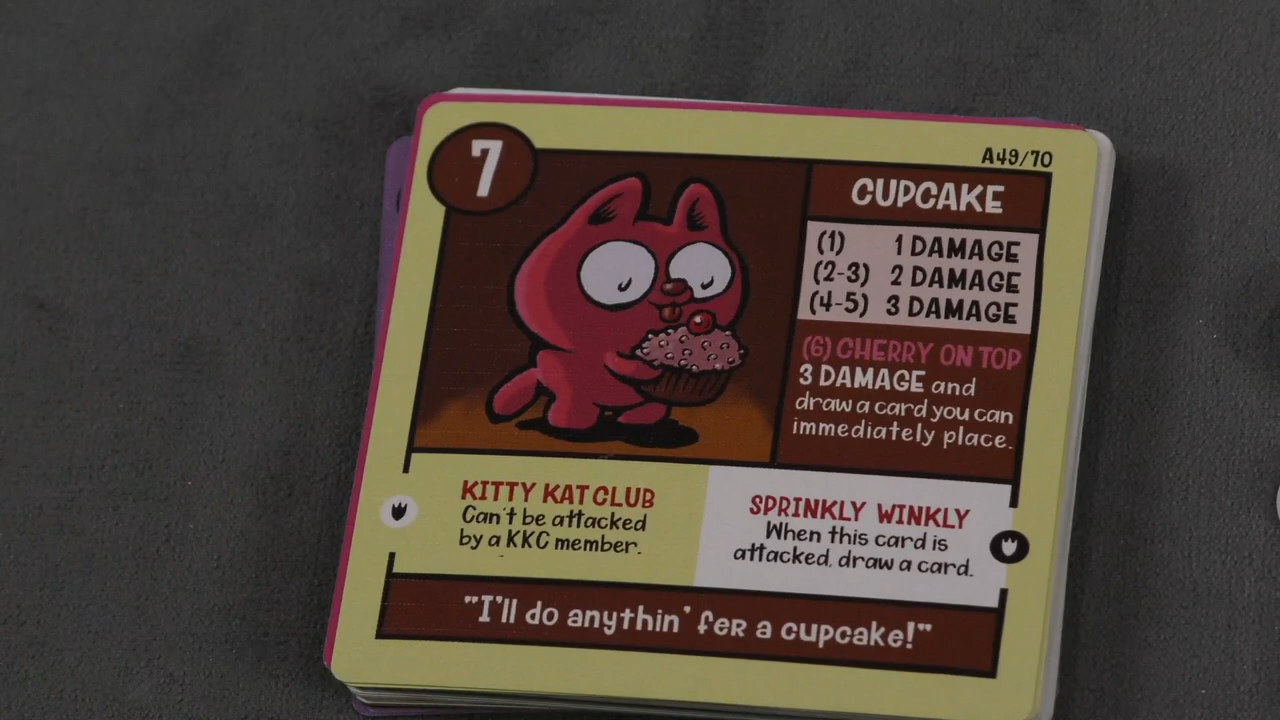 7
A49/70
CUPCAKE
(1) 1 DAMAGE
(2-3) 2 DAMAGE
(4-5) 3 DAMAGE
(6) CHERRY ON TOP
3 DAMAGE and
draw a card you can
immediately place.
KITTY KAT CLUB
Can't be attacked
by a KKC member.
SPRINKLY WINKLY
When this card is
attacked, draw a card.
"I'll do anythin' fer a cupcake!"